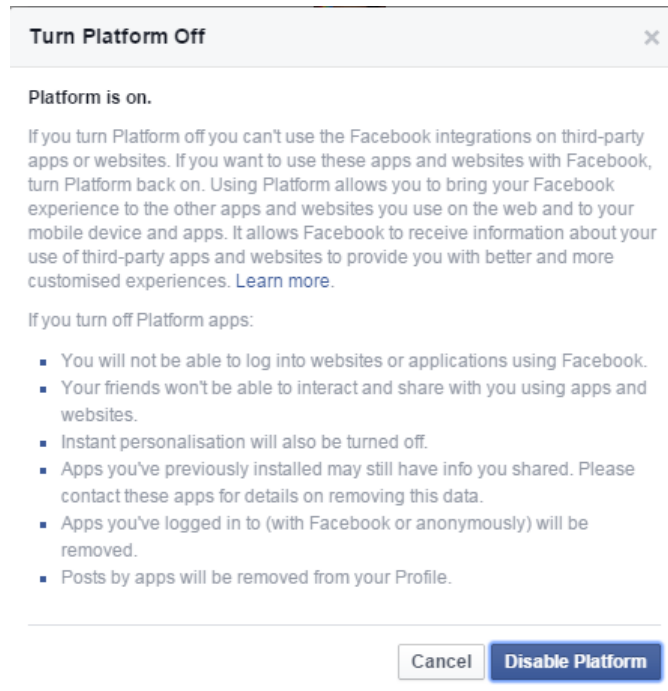 Turn Platform Off
Platform is on.
If you turn Platform off you can't use the Facebook integrations on third-party
apps or websites. If you want to use these apps and websites with Facebook,
turn Platform back on. Using Platform allows you to bring your Facebook
experience to the other apps and websites you use on the web and to your
mobile device and apps. It allows Facebook to receive information about your
use of third-party apps and websites to provide you with better and more
customised experiences. Learn more.
If you turn off Platform apps:
You will not be able to log into websites or applications using Facebook.
Your friends won't be able to interact and share with you using apps and
websites.
Instant personalisation will also be turned off.
Apps you've previously installed may still have info you shared. Please
contact these apps for details on removing this data.
Apps you've logged in to (with Facebook or anonymously) will be
removed.
Posts by apps will be removed from your Profile.
Cancel Disable Platform